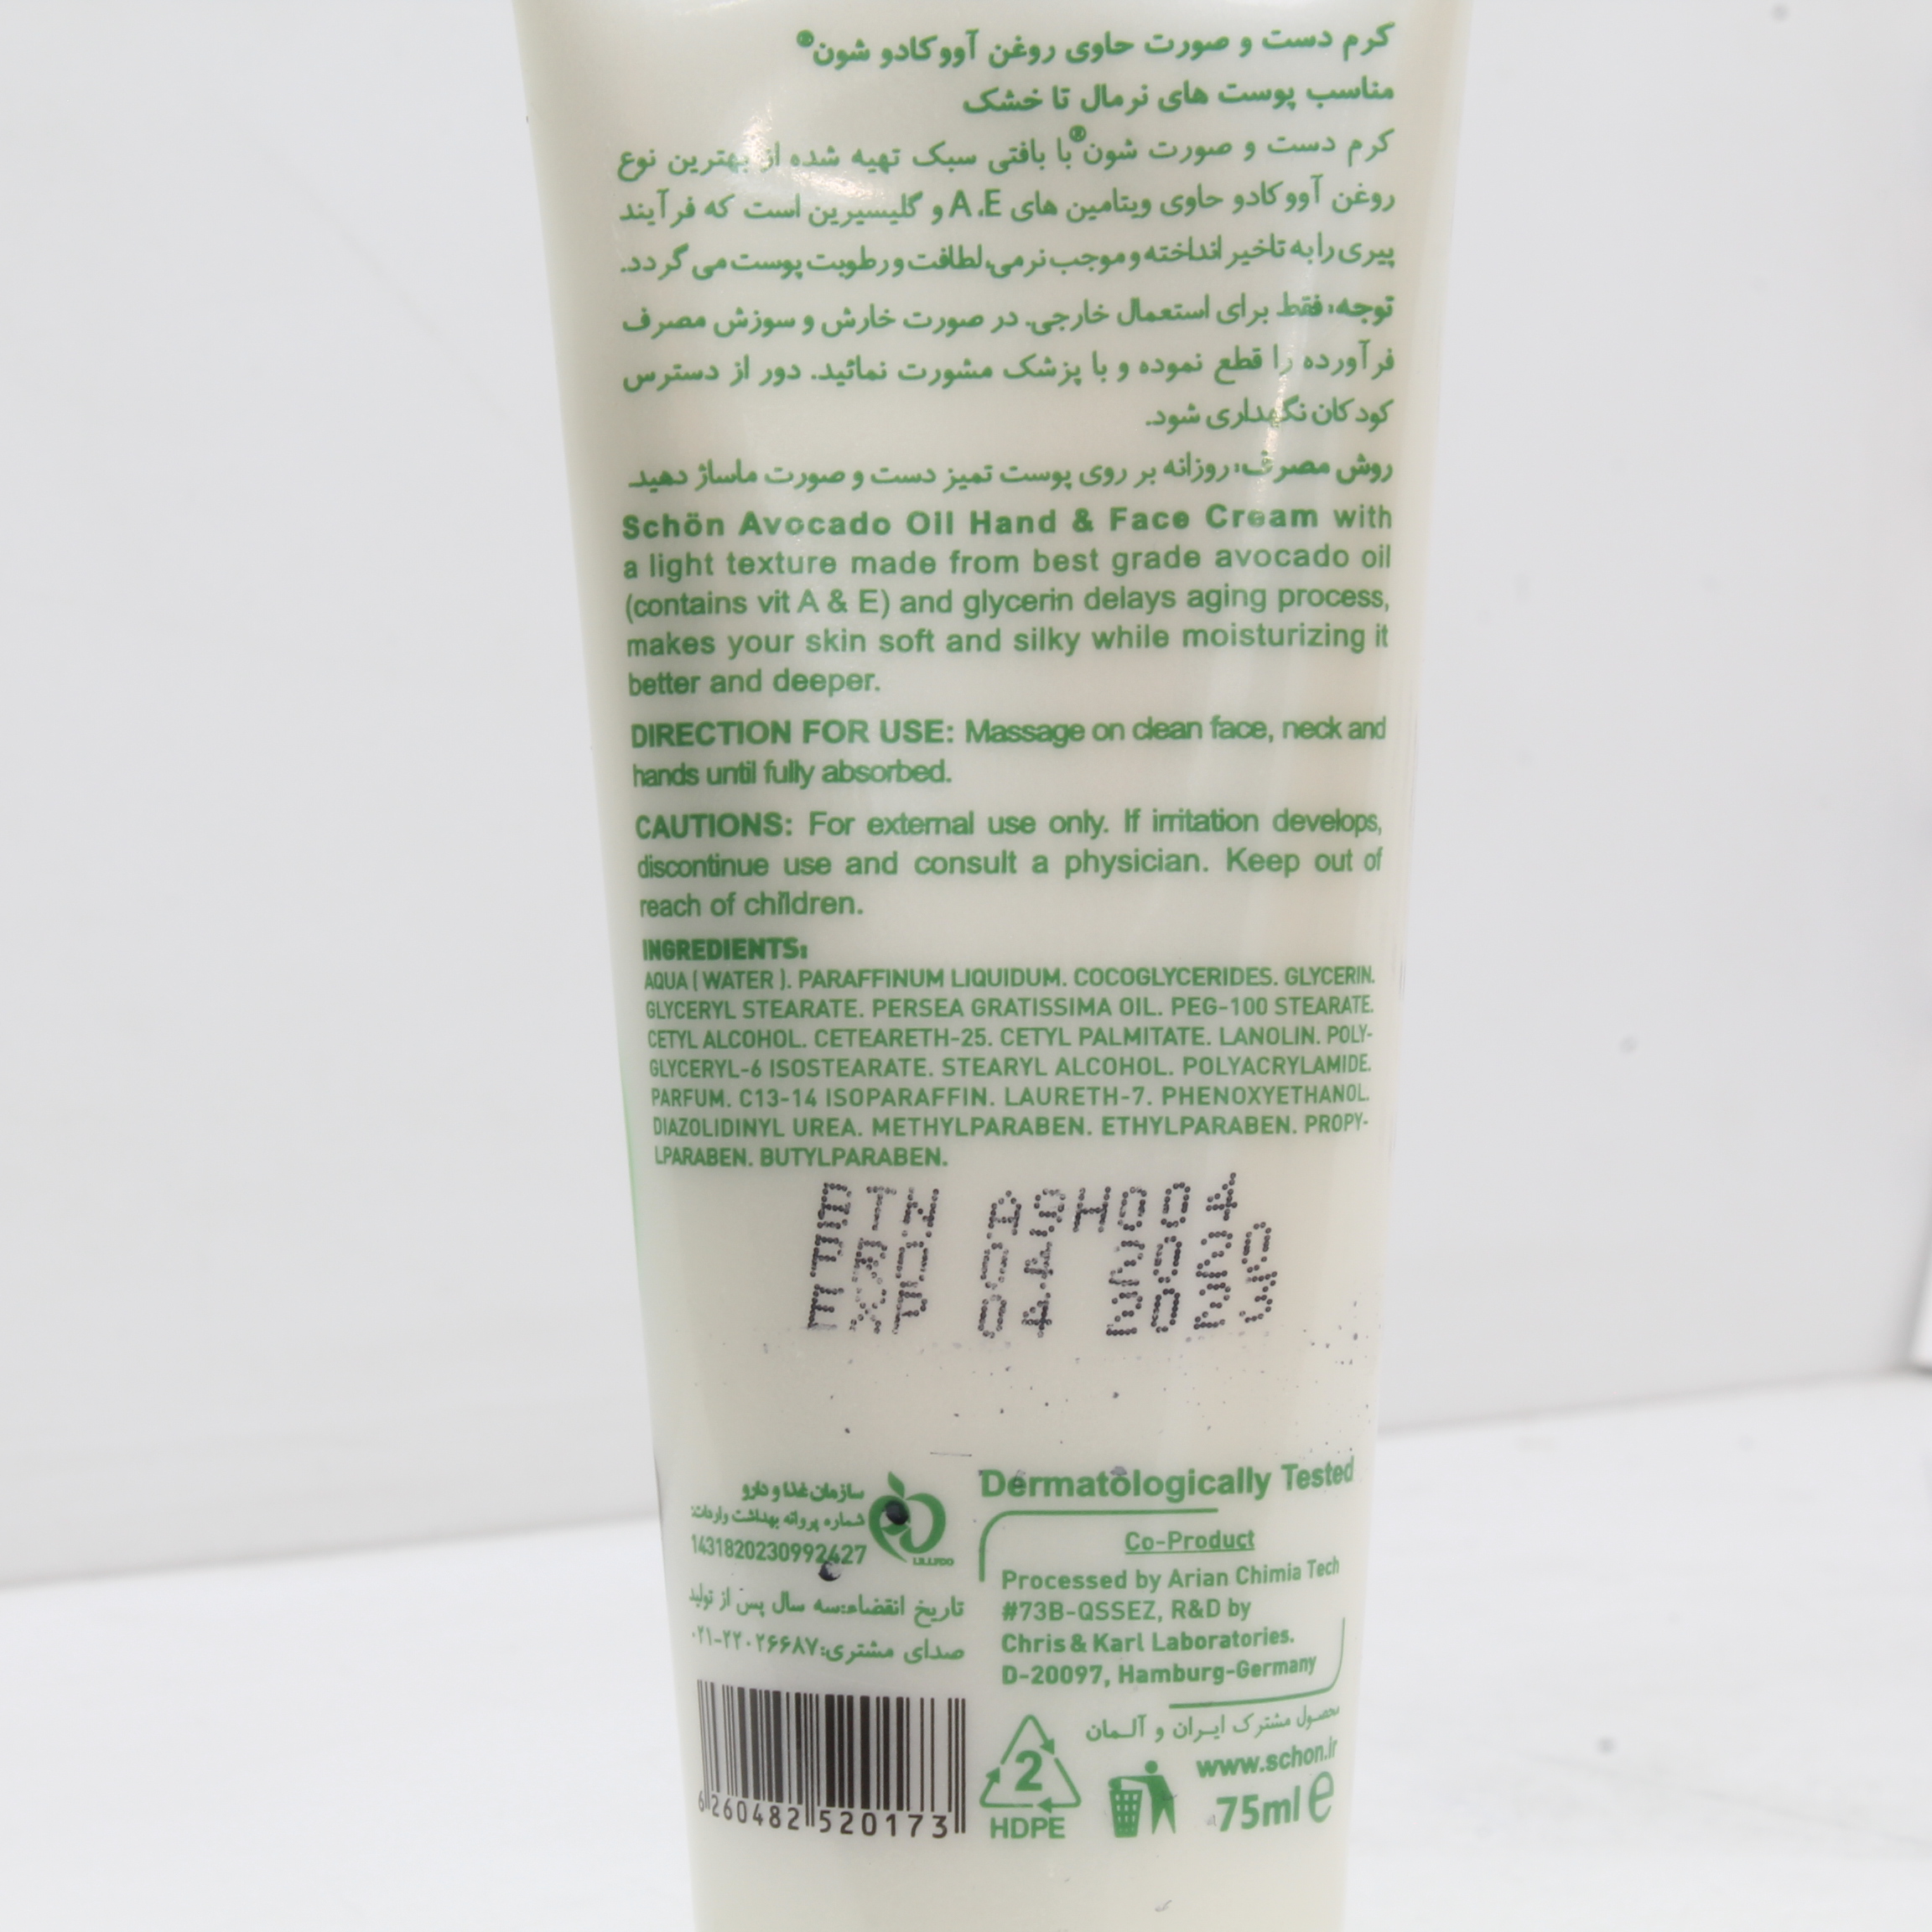 کرم دست و صورت حاوی روغن آووکادو شون®
مناسب پوست های نرمال تا خشک
کرم دست و صورت شون® با بافتی سبک تهیه شده از بهترین نوع
روغن آووکادو حاوی ویتامین های A،E و گلیسیرین است که فرآیند
پیری را به تاخیر انداخته و موجب نرمی، لطافت و رطوبت پوست می گردد.
توجه: فقط برای استعمال خارجی. در صورت خارش و سوزش مصرف
فرآورده را قطع نموده و با پزشک مشورت نمائید. دور از دسترس
کودکان نگهداری شود.
روش مصرف: روزانه بر روی پوست تمیز دست و صورت ماساژ دهید.
Schön Avocado Oil Hand & Face Cream with
a light texture made from best grade avocado oil
(contains vit A & E) and glycerin delays aging process,
makes your skin soft and silky while moisturizing it
better and deeper.
DIRECTION FOR USE: Massage on clean face, neck and
hands until fully absorbed.
CAUTIONS: For external use only. If irritation develops,
discontinue use and consult a physician. Keep out of
reach of children.
INGREDIENTS:
AQUA ( WATER ). PARAFFINUM LIQUIDUM. COCOGLYCERIDES. GLYCERIN.
GLYCERYL STEARATE. PERSEA GRATISSIMA OIL. PEG-100 STEARATE.
CETYL ALCOHOL. CETEARETH-25. CETYL PALMITATE. LANOLIN. POLY-
GLYCERYL-6 ISOSTEARATE. STEARYL ALCOHOL. POLYACRYLAMIDE.
PARFUM. C13-14 ISOPARAFFIN. LAURETH-7. PHENOXYETHANOL.
DIAZOLIDINYL UREA. METHYLPARABEN. ETHYLPARABEN. PROPY-
LPARABEN. BUTYLPARABEN.
BTN ASH004
PRD 04 2020
EXP 04 2023
سازمان غذا و دارو
شماره پروانه بهداشت واردات:
1431820230992427
I.R.I.FDO
تاریخ انقضاء: سه سال پس از تولید
صدای مشتری: ۰۲۱-۲۲۰۲۶۶۸۷
Dermatologically Tested
Co-Product
Processed by Arian Chimia Tech
#73B-QSSEZ, R&D by
Chris & Karl Laboratories.
D-20097, Hamburg-Germany
محصول مشترک ایران و آلمان
www.schon.ir
75ml e
2
HDPE
6 260482 520173